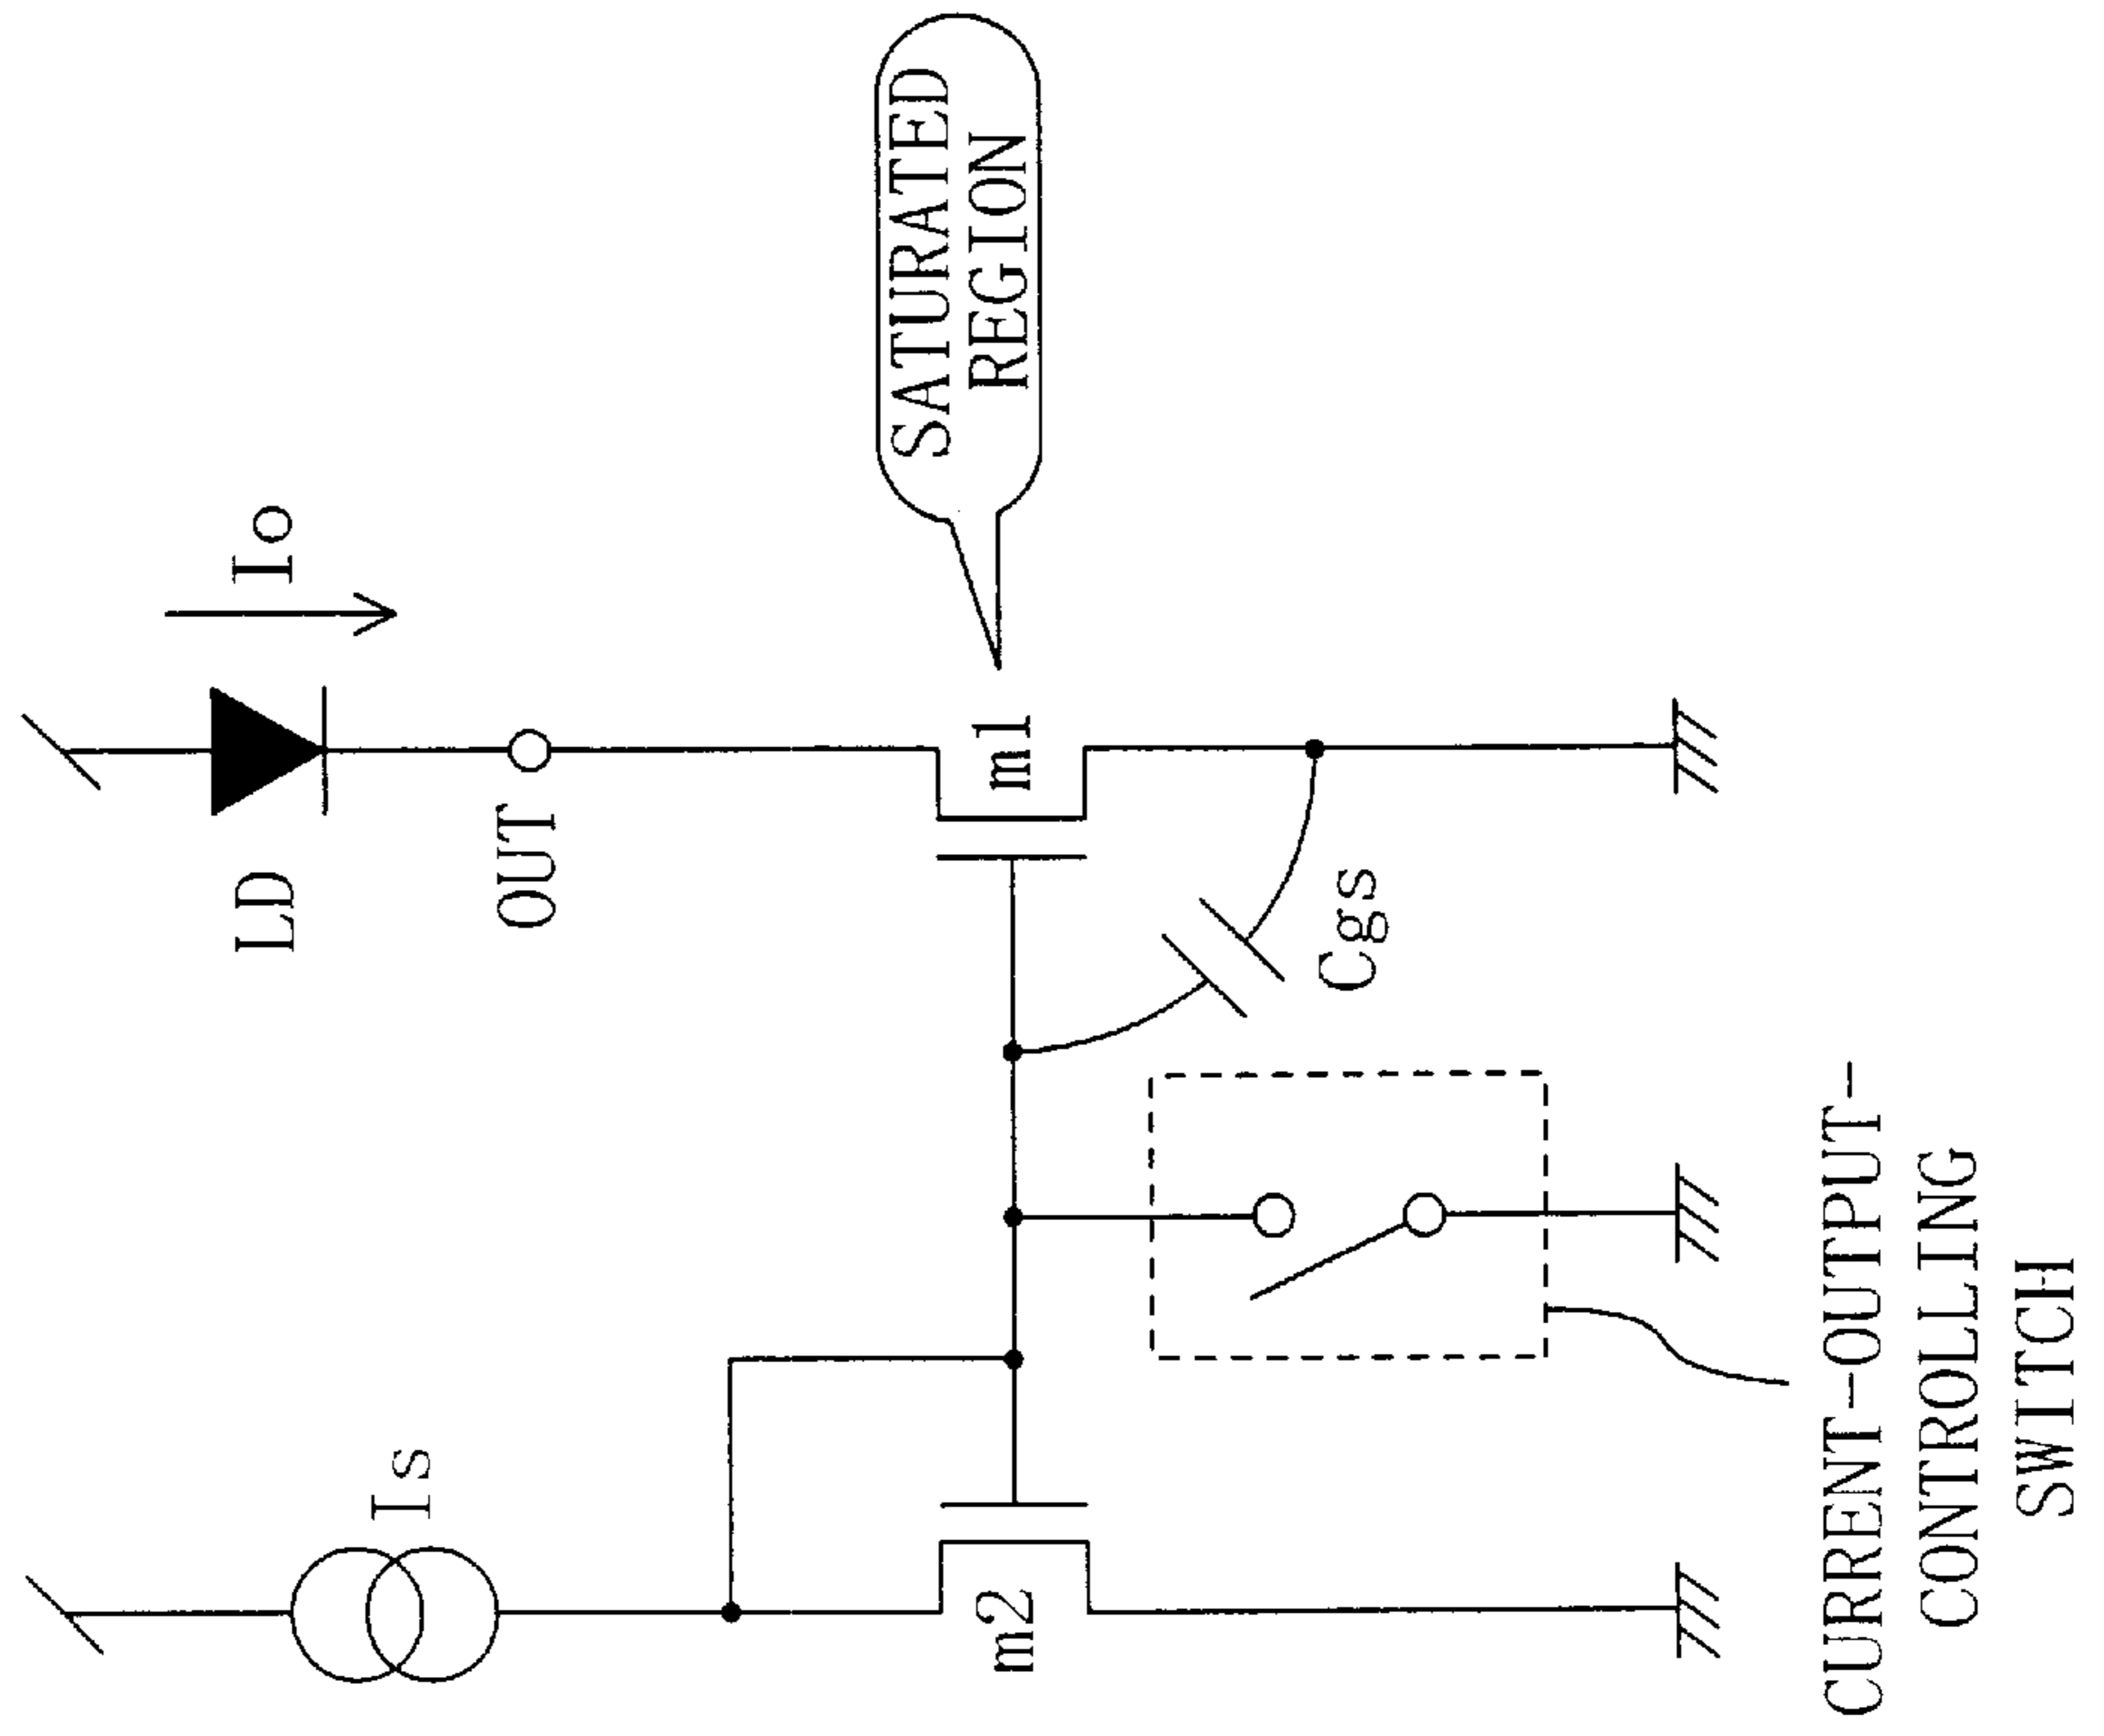 LD
Io
Is
OUT
SATURATED
REGION
m2
m1
Cgs
CURRENT-OUTPUT-
CONTROLLING
SWITCH